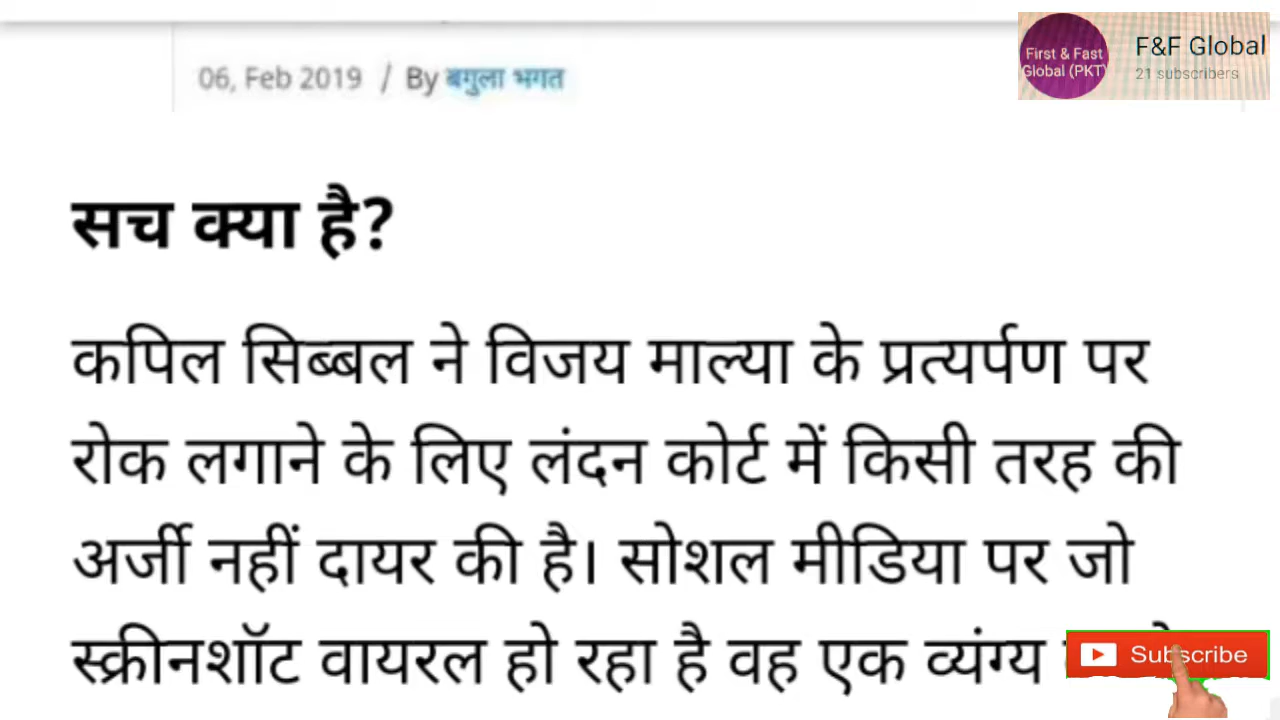 06, Feb 2019 / By बगुला भगत
First & Fast
Global (PKT)
F&F Global
21 subscribers
सच क्या है?
कपिल सिब्बल ने विजय माल्या के प्रत्यर्पण पर
रोक लगाने के लिए लंदन कोर्ट में किसी तरह की
अर्जी नहीं दायर की है। सोशल मीडिया पर जो
स्क्रीनशॉट वायरल हो रहा है वह एक व्यंग्य
Subscribe